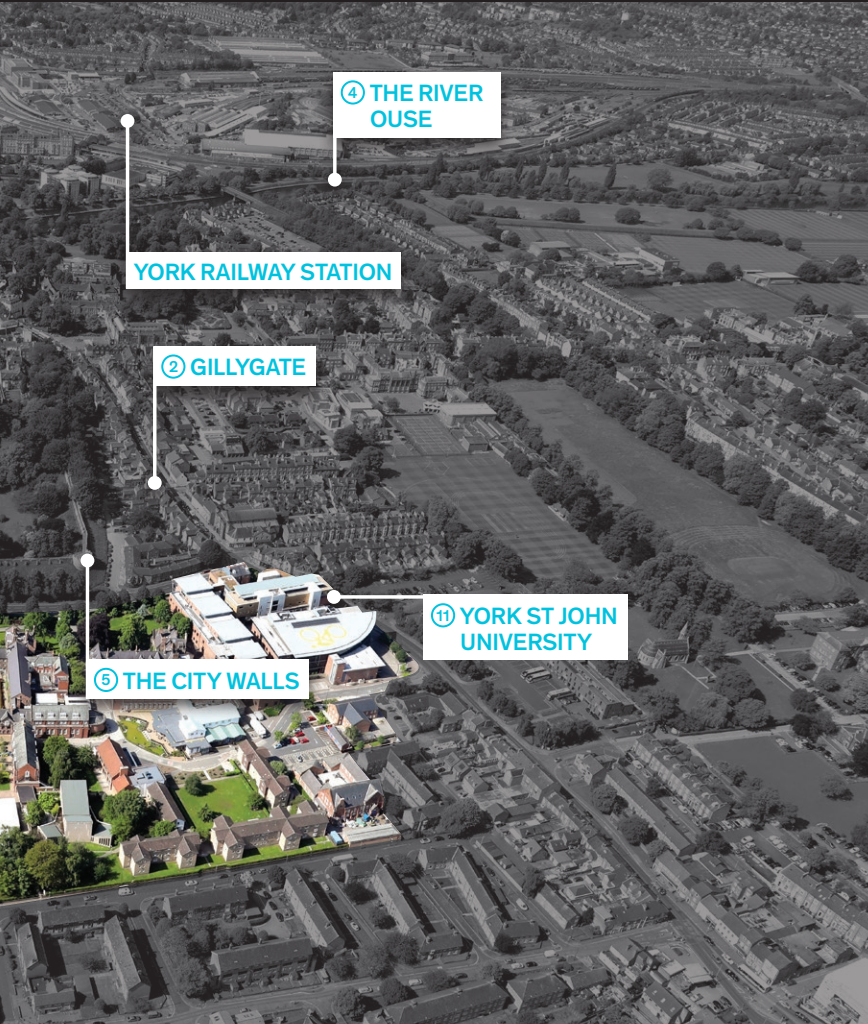 ④ THE RIVER
OUSE
YORK RAILWAY STATION
② GILLYGATE
⑪ YORK ST JOHN
UNIVERSITY
⑤ THE CITY WALLS